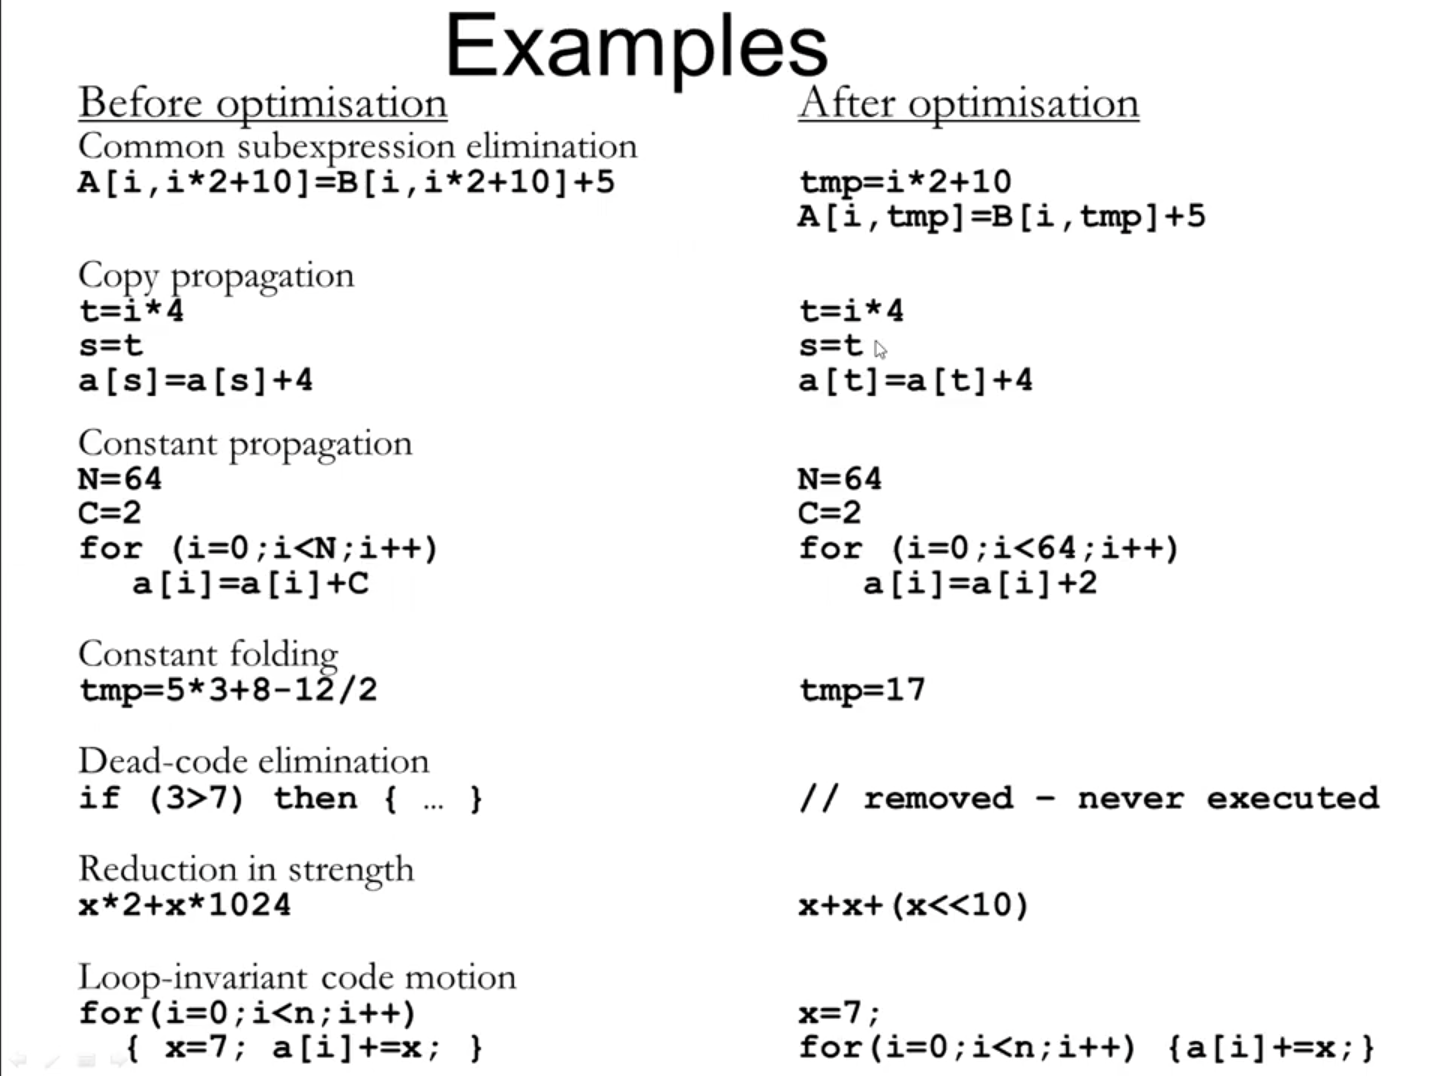 Examples
Before optimisation
After optimisation
Common subexpression elimination
A[i,i*2+10]=B[i,i*2+10]+5
tmp=i*2+10
A[i,tmp]=B[i,tmp]+5
Copy propagation
t=i*4
s=t
a[s]=a[s]+4
t=i*4
s=t
a[t]=a[t]+4
Constant propagation
N=64
C=2
for (i=0;i<N;i++)
a[i]=a[i]+C
N=64
C=2
for (i=0;i<64;i++)
a[i]=a[i]+2
Constant folding
tmp=5*3+8-12/2
tmp=17
Dead-code elimination
if (3>7) then { … }
// removed – never executed
Reduction in strength
x*2+x*1024
x+x+(x<<10)
Loop-invariant code motion
for(i=0;i<n;i++)
{ x=7; a[i]+=x; }
x=7;
for(i=0;i<n;i++) {a[i]+=x;}